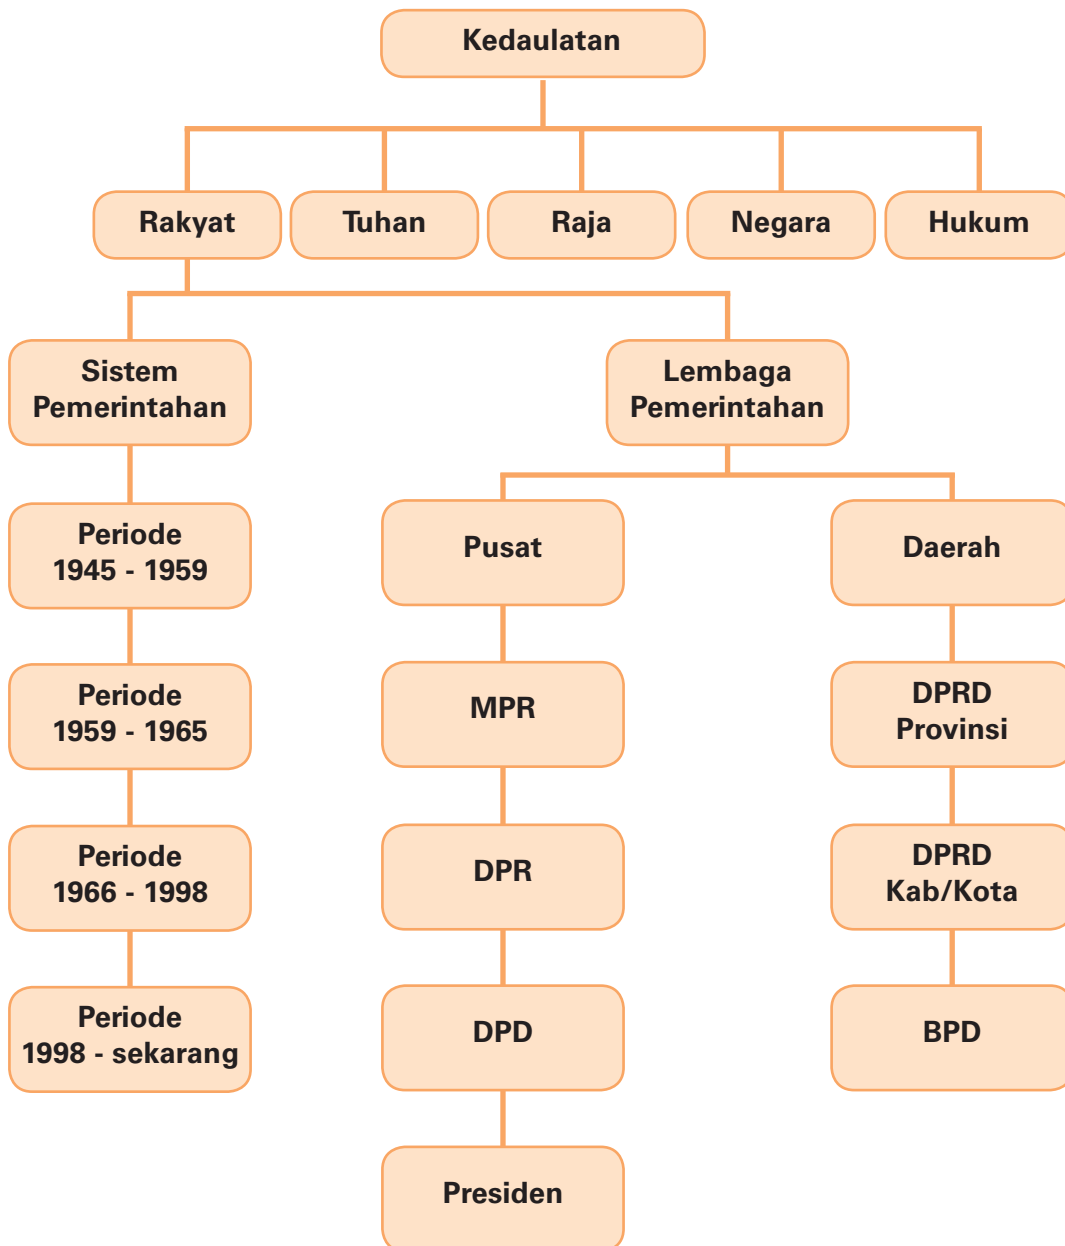 Kedaulatan
Rakyat
Tuhan
Raja
Negara
Hukum
Sistem
Pemerintahan
Lembaga
Pemerintahan
Periode
1945 - 1959
Pusat
Daerah
Periode
1959 - 1965
MPR
DPRD
Provinsi
Periode
1966 - 1998
DPR
DPRD
Kab/Kota
Periode
1998 - sekarang
DPD
BPD
Presiden